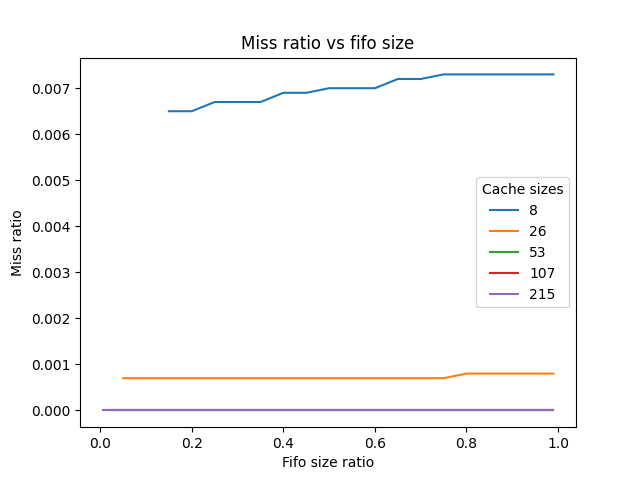 Miss ratio vs fifo size
Miss ratio
0.007
0.006
0.005
0.004
0.003
0.002
0.001
0.000
Cache sizes
8
26
53
107
215
0.0 0.2 0.4 0.6 0.8 1.0
Fifo size ratio